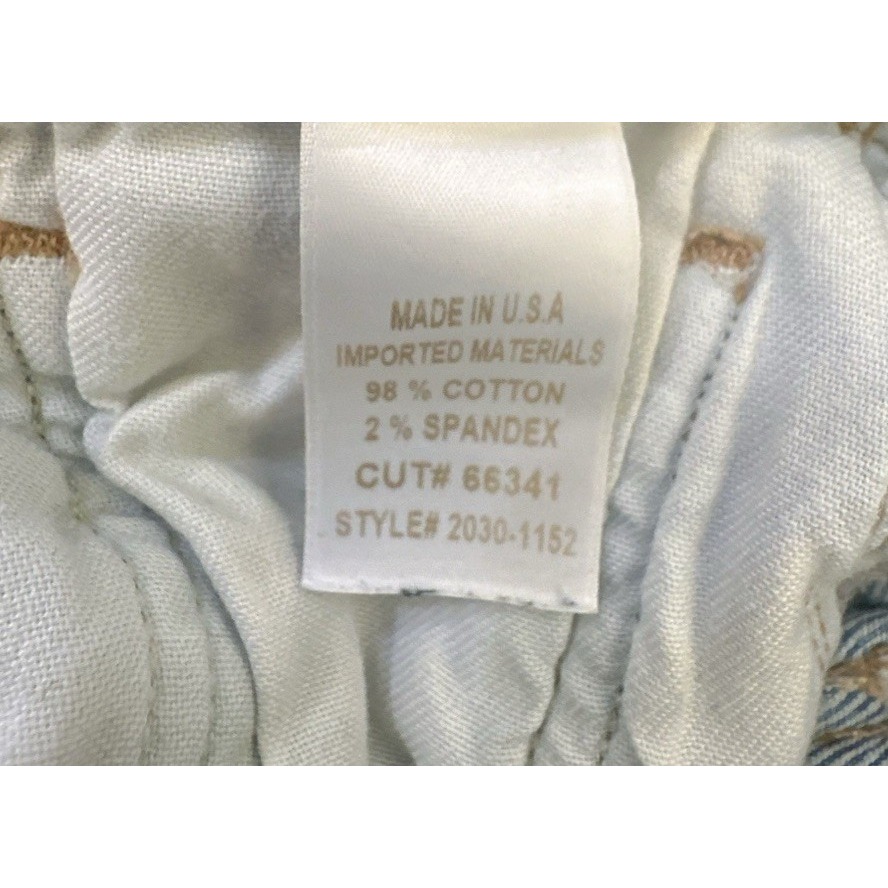 MADE IN U.S.A
IMPORTED MATERIALS
98 % COTTON
2 % SPANDEX
CUT# 66341
STYLE# 2030-1152